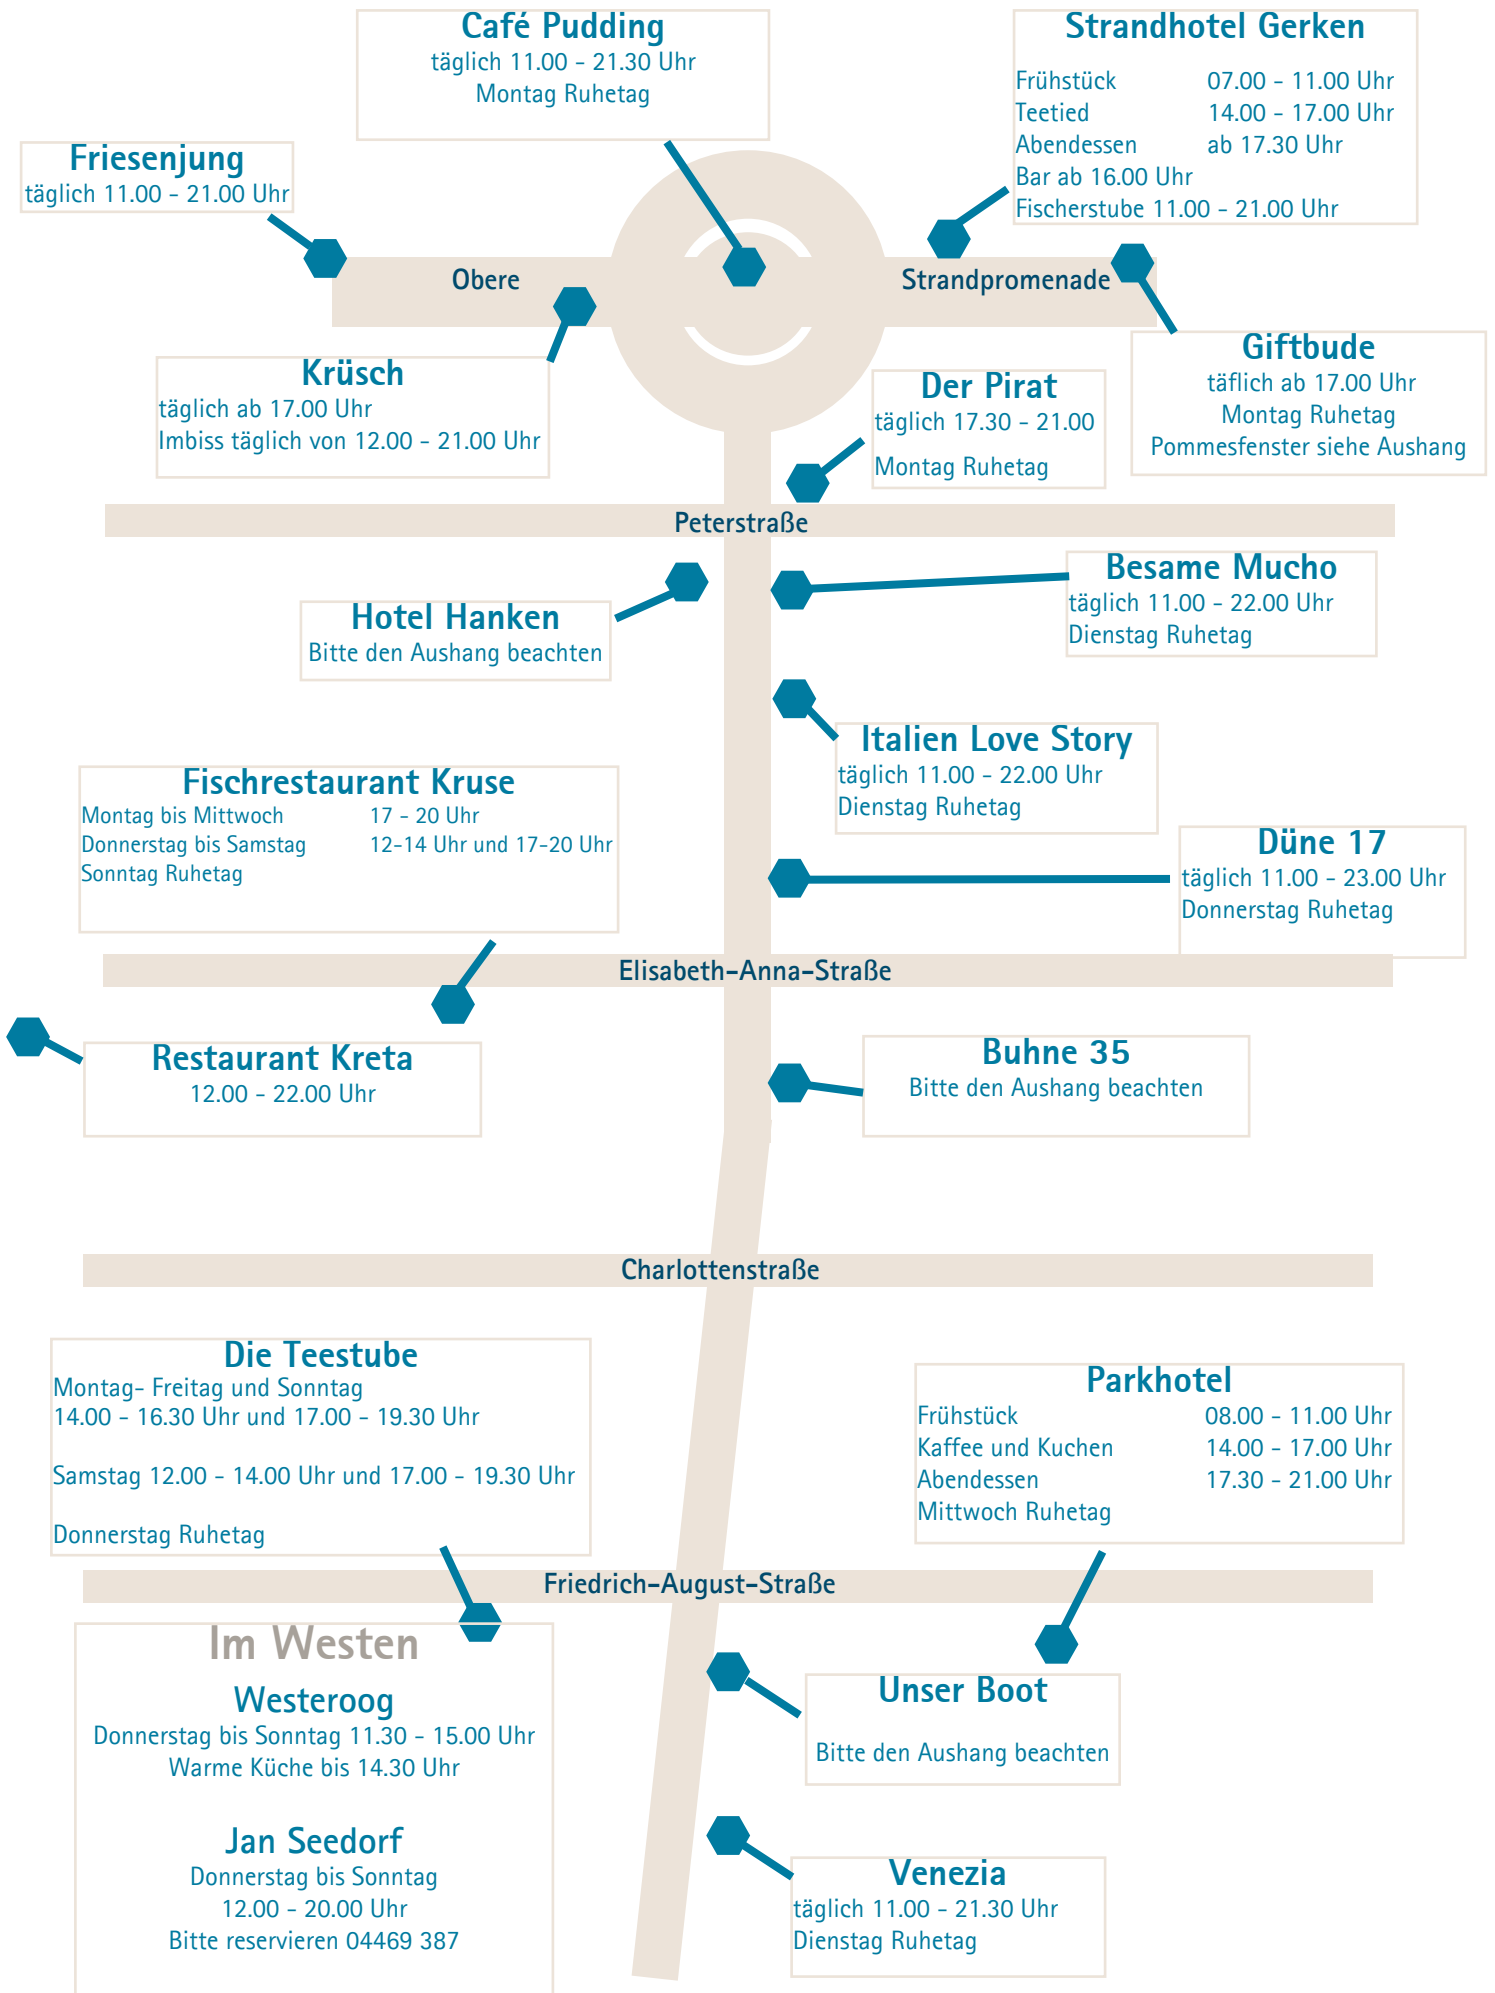 Café Pudding
täglich 11.00 - 21.30 Uhr
Montag Ruhetag
Strandhotel Gerken
Frühstück 07.00 - 11.00 Uhr
Teetied 14.00 - 17.00 Uhr
Abendessen ab 17.30 Uhr
Bar ab 16.00 Uhr
Fischerstube 11.00 - 21.00 Uhr
Friesenjung
täglich 11.00 - 21.00 Uhr
Obere Strandpromenade
Krüsch
täglich ab 17.00 Uhr
Imbiss täglich von 12.00 - 21.00 Uhr
Giftbude
täflich ab 17.00 Uhr
Montag Ruhetag
Pommesfenster siehe Aushang
Der Pirat
täglich 17.30 - 21.00
Montag Ruhetag
Peterstraße
Hotel Hanken
Bitte den Aushang beachten
Besame Mucho
täglich 11.00 - 22.00 Uhr
Dienstag Ruhetag
Italien Love Story
täglich 11.00 - 22.00 Uhr
Dienstag Ruhetag
Fischrestaurant Kruse
Montag bis Mittwoch 17 - 20 Uhr
Donnerstag bis Samstag 12-14 Uhr und 17-20 Uhr
Sonntag Ruhetag
Düne 17
täglich 11.00 - 23.00 Uhr
Donnerstag Ruhetag
Elisabeth-Anna-Straße
Restaurant Kreta
12.00 - 22.00 Uhr
Buhne 35
Bitte den Aushang beachten
Charlottenstraße
Die Teestube
Montag- Freitag und Sonntag
14.00 - 16.30 Uhr und 17.00 - 19.30 Uhr
Samstag 12.00 - 14.00 Uhr und 17.00 - 19.30 Uhr
Donnerstag Ruhetag
Parkhotel
Frühstück 08.00 - 11.00 Uhr
Kaffee und Kuchen 14.00 - 17.00 Uhr
Abendessen 17.30 - 21.00 Uhr
Mittwoch Ruhetag
Friedrich-August-Straße
Im Westen
Westeroog
Donnerstag bis Sonntag 11.30 - 15.00 Uhr
Warme Küche bis 14.30 Uhr
Jan Seedorf
Donnerstag bis Sonntag
12.00 - 20.00 Uhr
Bitte reservieren 04469 387
Unser Boot
Bitte den Aushang beachten
Venezia
täglich 11.00 - 21.30 Uhr
Dienstag Ruhetag